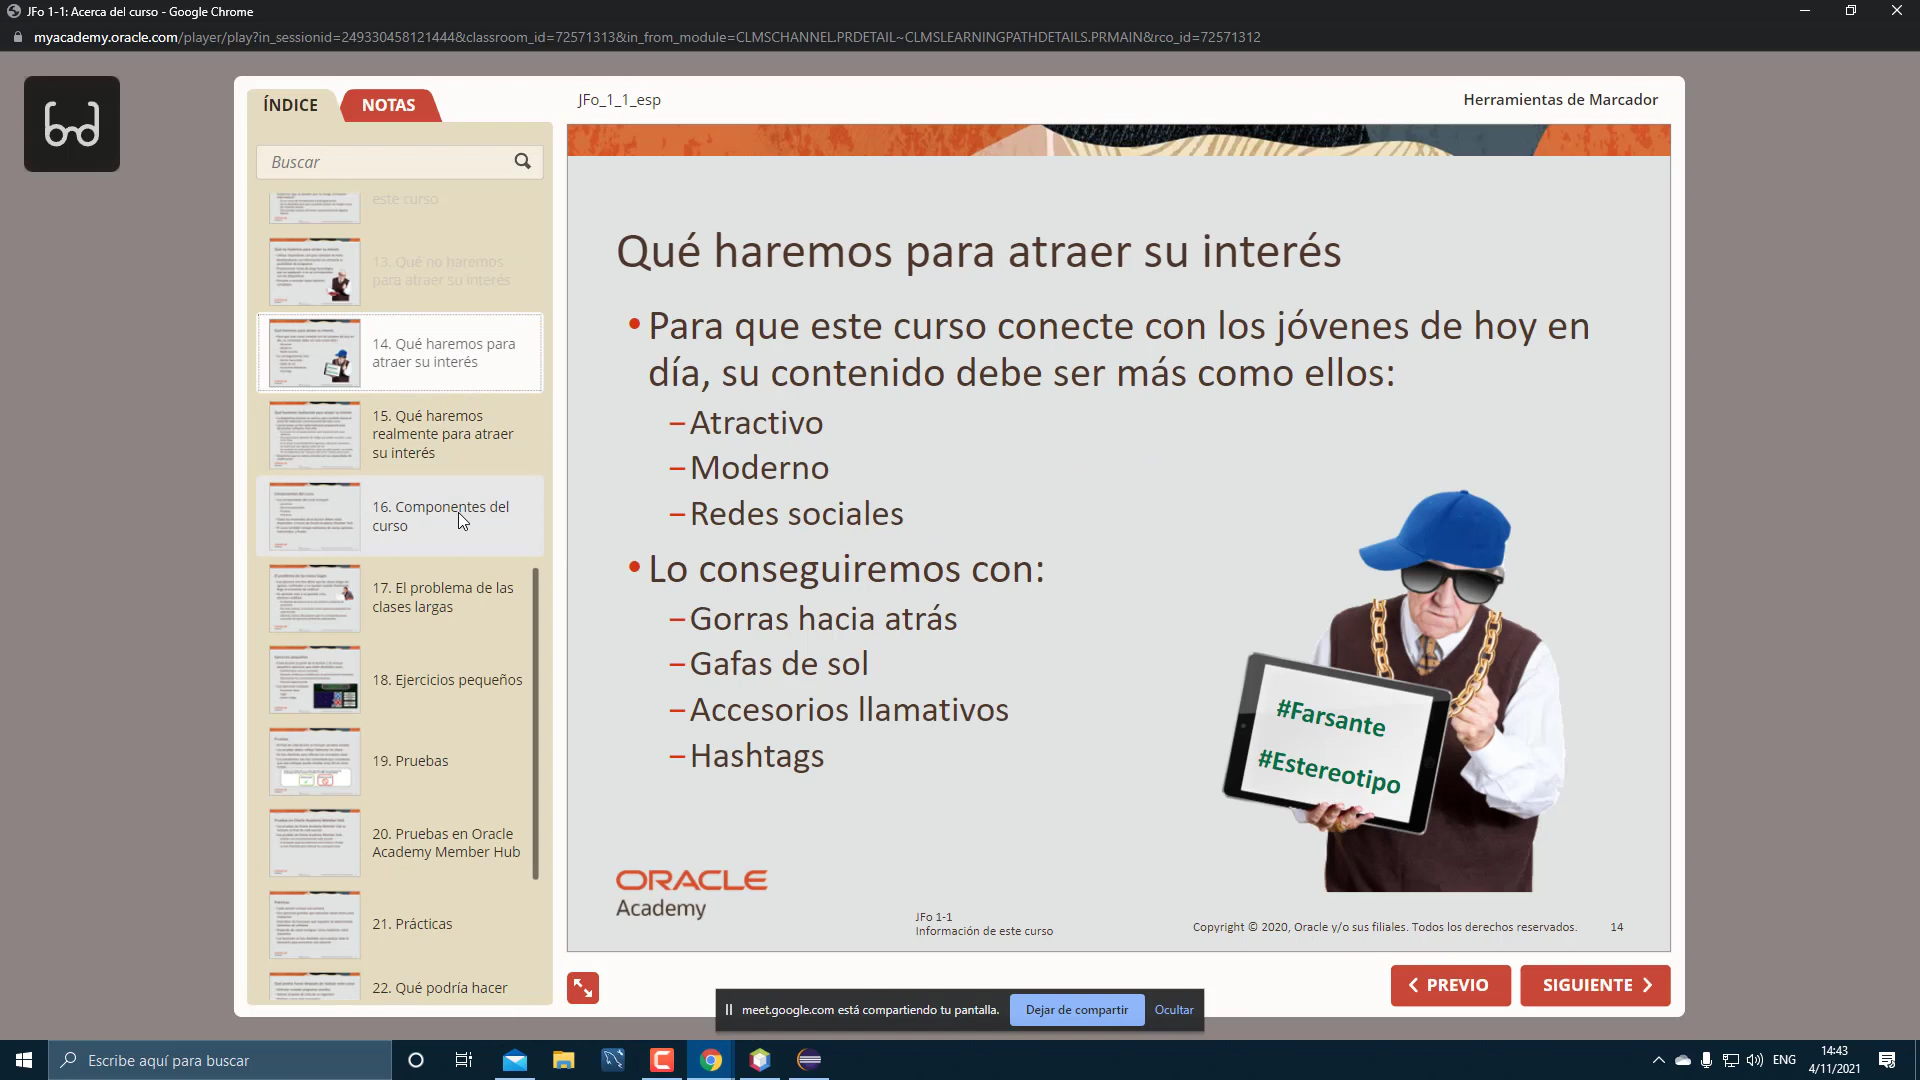 JFo 1-1: Acerca del curso - Google Chrome
myacademy.oracle.com/player/play?in_sessionid=249330458121444&classroom_id=72571313&in_from_module=CLMSCHANNEL.PRDETAIL~CLMSLEARNINGPATHDETAILS.PRMAIN&rco_id=72571312
ÍNDICE
NOTAS
JFo_1_1_esp
Herramientas de Marcador
Buscar
este curso
13. Qué no haremos
para atraer su interés
14. Qué haremos para
atraer su interés
15. Qué haremos
realmente para atraer
su interés
16. Componentes del
curso
17. El problema de las
clases largas
18. Ejercicios pequeños
19. Pruebas
20. Pruebas en Oracle
Academy Member Hub
21. Prácticas
22. Qué podría hacer
Qué haremos para atraer su interés
• Para que este curso conecte con los jóvenes de hoy en
día, su contenido debe ser más como ellos:
– Atractivo
– Moderno
– Redes sociales
• Lo conseguiremos con:
– Gorras hacia atrás
– Gafas de sol
– Accesorios llamativos
– Hashtags
#Farsante
#Estereotipo
ORACLE
Academy
JFo 1-1
Información de este curso
Copyright © 2020, Oracle y/o sus filiales. Todos los derechos reservados.
14
PREVIO
SIGUIENTE
meet.google.com está compartiendo tu pantalla.
Dejar de compartir
Ocultar
Escribe aquí para buscar
ENG
14:43
4/11/2021